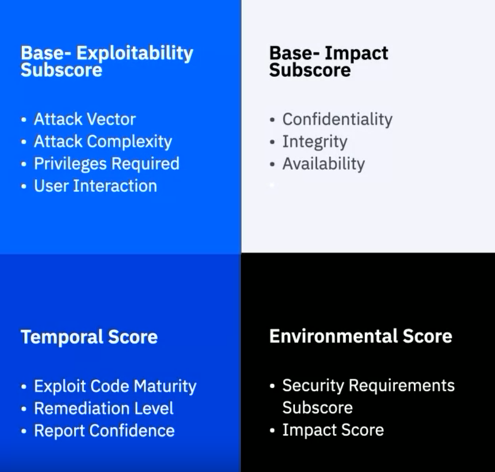 Base- Exploitability
Subscore
• Attack Vector
• Attack Complexity
• Privileges Required
• User Interaction
Base- Impact
Subscore
• Confidentiality
• Integrity
• Availability
Temporal Score
• Exploit Code Maturity
• Remediation Level
• Report Confidence
Environmental Score
• Security Requirements
Subscore
• Impact Score